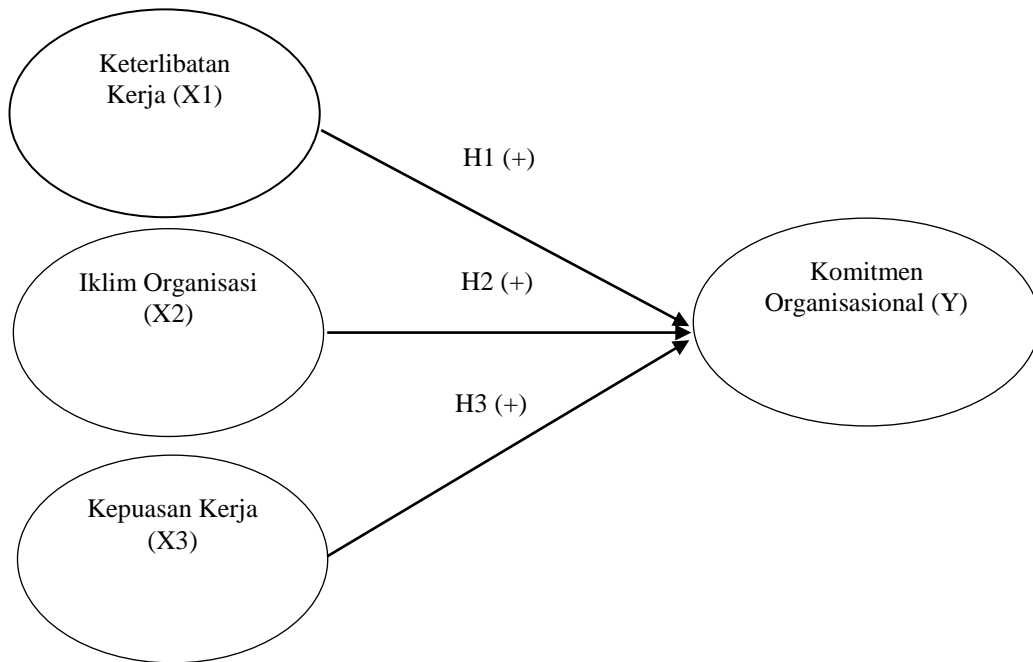 Keterlibatan
Kerja (X1)
H1 (+)
Iklim Organisasi
(X2)
H2 (+)
Komitmen
Organisasional (Y)
H3 (+)
Kepuasan Kerja
(X3)